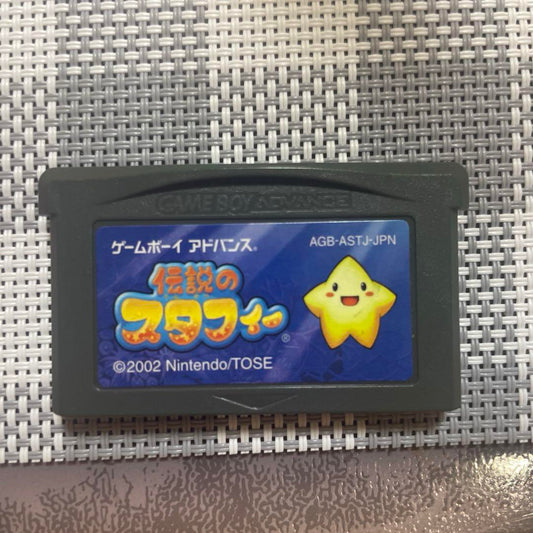 GAME BOY ADVANCE
ゲームボーイ アドバンス®
AGB-ASTJ-JPN
伝説の
スタフィー®
©2002 Nintendo/TOSE